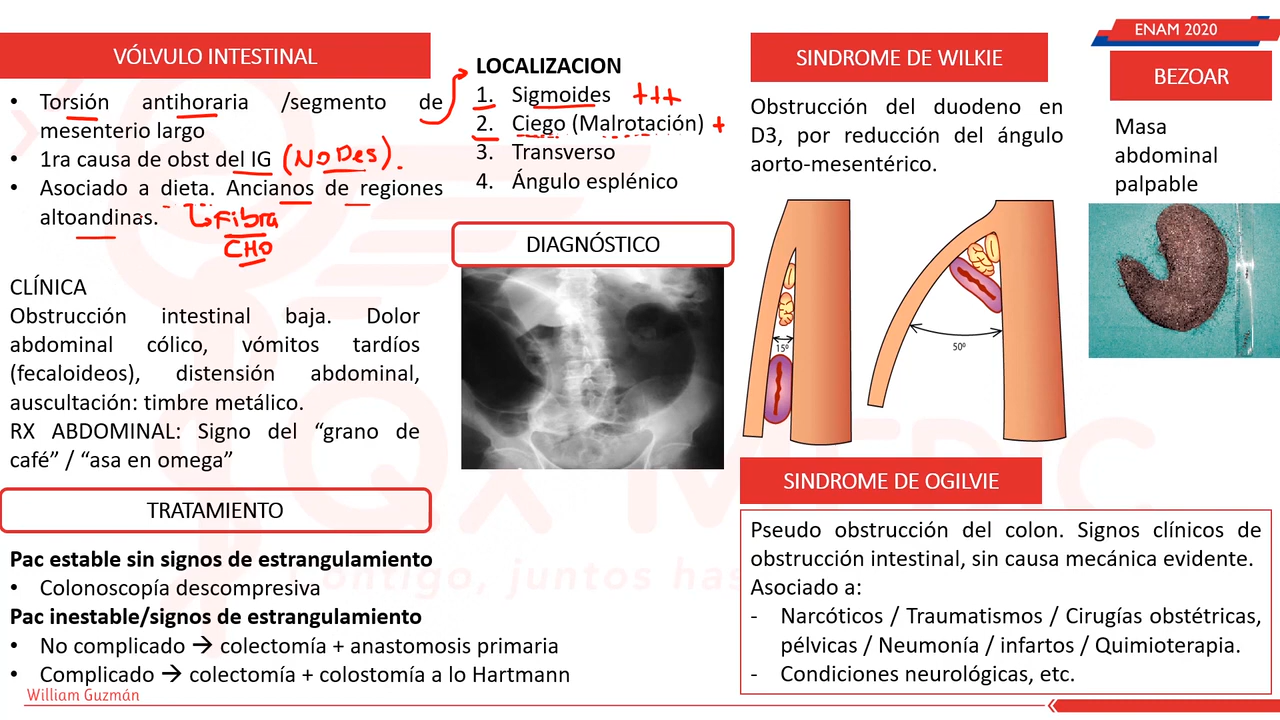 VÓLVULO INTESTINAL
• Torsión antihoraria /segmento de
mesenterio largo
• 1ra causa de obst del IG (No Des).
• Asociado a dieta. Ancianos de regiones
altoandinas.
Fibra
CHO
CLÍNICA
Obstrucción intestinal baja. Dolor
abdominal cólico, vómitos tardíos
(fecaloideos), distensión abdominal,
auscultación: timbre metálico.
RX ABDOMINAL: Signo del “grano de
café” / “asa en omega”
TRATAMIENTO
Pac estable sin signos de estrangulamiento
• Colonoscopía descompresiva
Pac inestable/signos de estrangulamiento
• No complicado → colectomía + anastomosis primaria
• Complicado → colectomía + colostomía a lo Hartmann
William Guzmán
LOCALIZACION
1. Sigmoides +++
2. Ciego (Malrotación) +
3. Transverso
4. Ángulo esplénico
DIAGNÓSTICO
SINDROME DE WILKIE
Obstrucción del duodeno en
D3, por reducción del ángulo
aorto-mesentérico.
15º
50º
SINDROME DE OGILVIE
Pseudo obstrucción del colon. Signos clínicos de
obstrucción intestinal, sin causa mecánica evidente.
Asociado a:
- Narcóticos / Traumatismos / Cirugías obstétricas,
pélvicas / Neumonía / infartos / Quimioterapia.
- Condiciones neurológicas, etc.
ENAM 2020
BEZOAR
Masa
abdominal
palpable